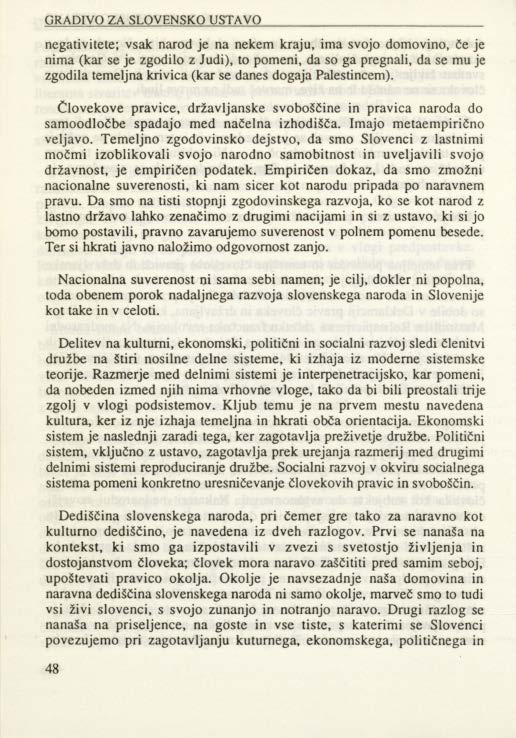 GRADIVO ZA SLOVENSKO USTAVO
negativitete; vsak narod je na nekem kraju, ima svojo domovino, če je
nima (kar se je zgodilo z Judi), to pomeni, da so ga pregnali, da se mu je
zgodila temeljna krivica (kar se danes dogaja Palestincem).
Človekove pravice, državljanske svoboščine in pravica naroda do
samoodločbe spadajo med načelna izhodišča. Imajo metaempirično
veljavo. Temeljno zgodovinsko dejstvo, da smo Slovenci z lastnimi
močmi izoblikovali svojo narodno samobitnost in uveljavili svojo
državnost, je empiričen podatek. Empiričen dokaz, da smo zmožni
nacionalne suverenosti, ki nam sicer kot narodu pripada po naravnem
pravu. Da smo na tisti stopnji zgodovinskega razvoja, ko se kot narod z
lastno državo lahko zenačimo z drugimi nacijami in si z ustavo, ki si jo
bomo postavili, pravno zavarujemo suverenost v polnem pomenu besede.
Ter si hkrati javno naložimo odgovornost zanjo.
Nacionalna suverenost ni sama sebi namen; je cilj, dokler ni popolna,
toda obenem porok nadaljnega razvoja slovenskega naroda in Slovenije
kot take in v celoti.
Delitev na kulturni, ekonomski, politični in socialni razvoj sledi členitvi
družbe na štiri nosilne delne sisteme, ki izhaja iz moderne sistemske
teorije. Razmerje med delnimi sistemi je interpenetracijsko, kar pomeni,
da nobeden izmed njih nima vrhovne vloge, tako da bi bili preostali trije
zgolj v vlogi podsistemov. Kljub temu je na prvem mestu navedena
kultura, ker iz nje izhaja temeljna in hkrati obča orientacija. Ekonomski
sistem je naslednji zaradi tega, ker zagotavlja preživetje družbe. Politični
sistem, vključno z ustavo, zagotavlja prek urejanja razmerij med drugimi
delnimi sistemi reproduciranje družbe. Socialni razvoj v okviru socialnega
sistema pomeni konkretno uresničevanje človekovih pravic in svoboščin.
Dediščina slovenskega naroda, pri čemer gre tako za naravno kot
kulturno dediščino, je navedena iz dveh razlogov. Prvi se nanaša na
kontekst, ki smo ga izpostavili v zvezi s svetostjo življenja in
dostojanstvom človeka; človek mora naravo zaščititi pred samim seboj,
upoštevati pravico okolja. Okolje je navsezadnje naša domovina in
naravna dediščina slovenskega naroda ni samo okolje, marveč smo to tudi
vsi živi slovenci, s svojo zunanjo in notranjo naravo. Drugi razlog se
nanaša na priseljence, na goste in vse tiste, s katerimi se Slovenci
povezujemo pri zagotavljanju kuturnega, ekonomskega, političnega in
48